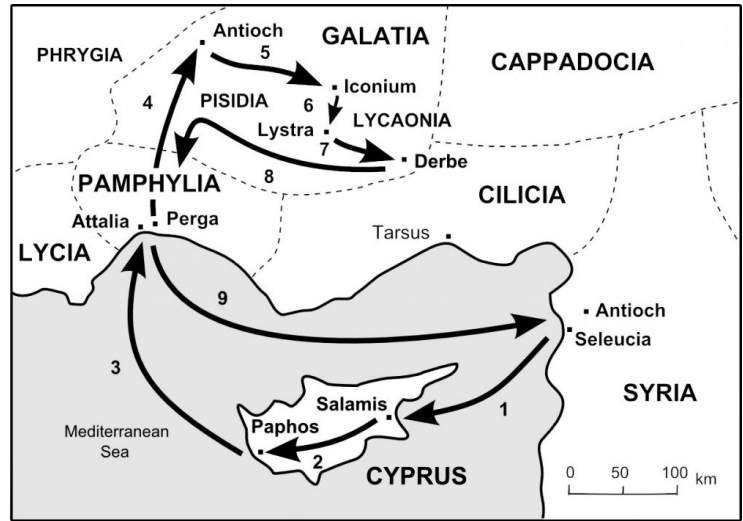 Antioch
GALATIA
PHRYGIA
5
CAPPADOCIA
4
PISIDIA
6
Iconium
LYCAONIA
Lystra
7
Derbe
8
PAMPHYLIA
CILICIA
Attalia
Perga
Tarsus
LYCIA
9
Antioch
Seleucia
3
SYRIA
1
Salamis
Paphos
2
Mediterranean
Sea
CYPRUS
0 50 100 km